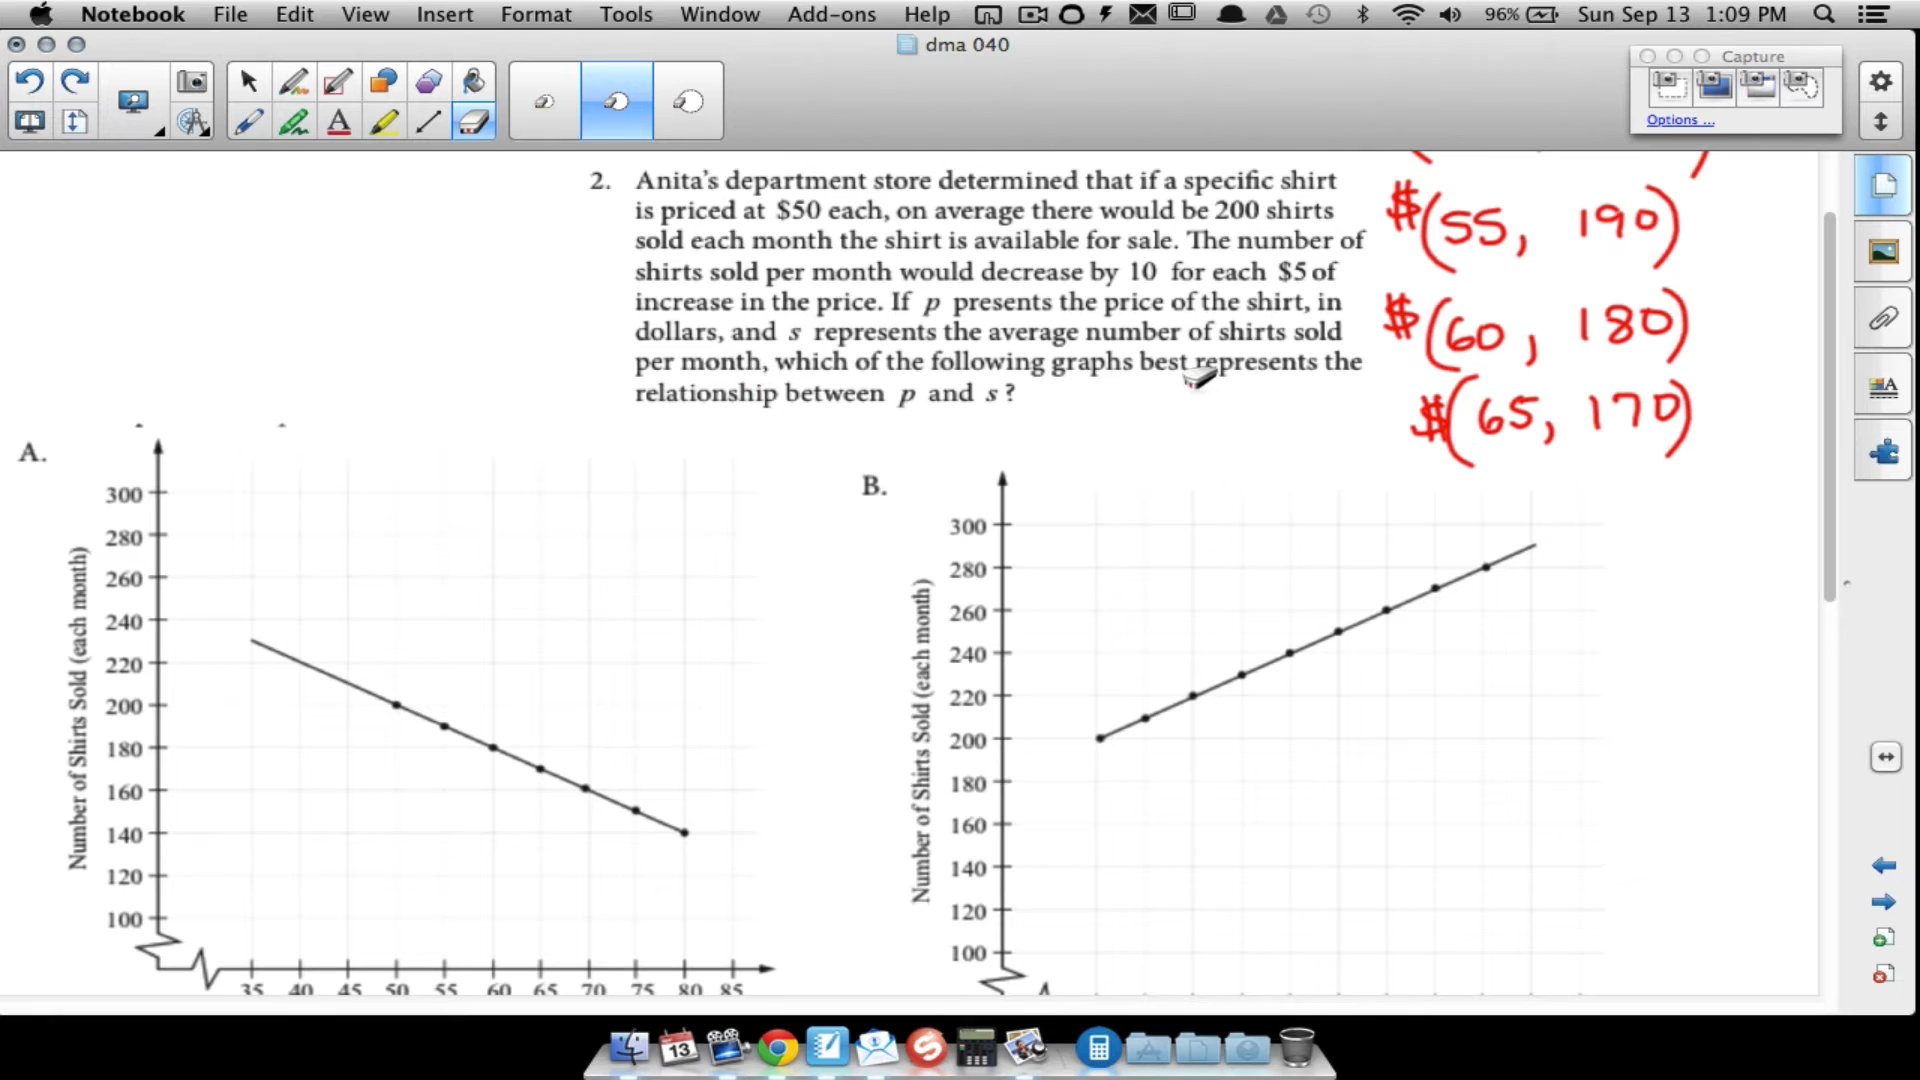 Notebook File Edit View Insert Format Tools Window Add-ons Help 96% Sun Sep 13 1:09 PM
dma 040
Capture
Options ...
2. Anita's department store determined that if a specific shirt
is priced at $50 each, on average there would be 200 shirts
sold each month the shirt is available for sale. The number of
shirts sold per month would decrease by 10 for each $5 of
increase in the price. If p presents the price of the shirt, in
dollars, and s represents the average number of shirts sold
per month, which of the following graphs best represents the
relationship between p and s ?
$(55, 190)
$(60, 180)
$(65, 170)
A.
Number of Shirts Sold (each month)
300
280
260
240
220
200
180
160
140
120
100
35 40 45 50 55 60 65 70 75 80 85
B.
Number of Shirts Sold (each month)
300
280
260
240
220
200
180
160
140
120
100
13